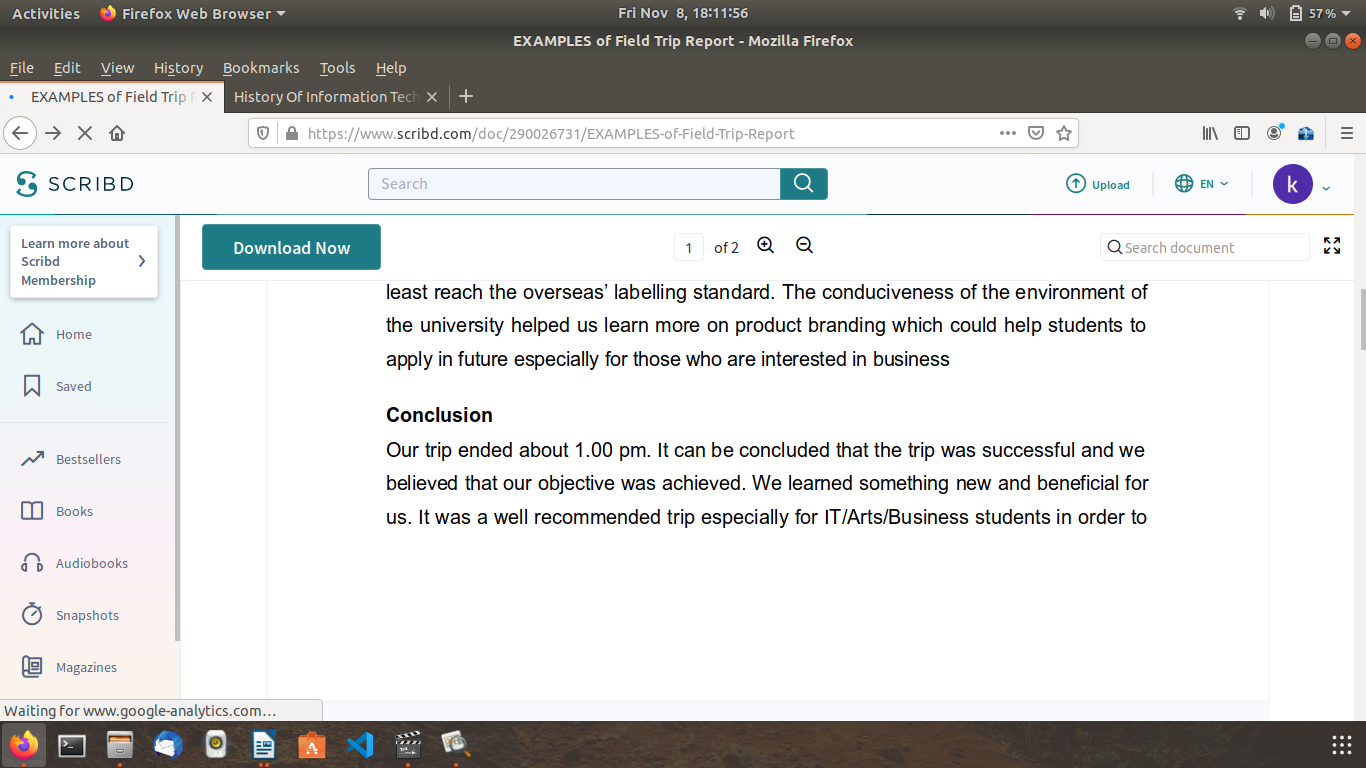 Activities Firefox Web Browser Fri Nov 8, 18:11:56 57%
EXAMPLES of Field Trip Report - Mozilla Firefox
File Edit View History Bookmarks Tools Help
EXAMPLES of Field Trip R History Of Information Tech
https://www.scribd.com/doc/290026731/EXAMPLES-of-Field-Trip-Report
SCRIBD Search Upload EN k
Learn more about
Scribd
Membership
Download Now 1 of 2 Search document
Home
Saved
Bestsellers
Books
Audiobooks
Snapshots
Magazines
least reach the overseas’ labelling standard. The conduciveness of the environment of
the university helped us learn more on product branding which could help students to
apply in future especially for those who are interested in business
Conclusion
Our trip ended about 1.00 pm. It can be concluded that the trip was successful and we
believed that our objective was achieved. We learned something new and beneficial for
us. It was a well recommended trip especially for IT/Arts/Business students in order to
Waiting for www.google-analytics.com…